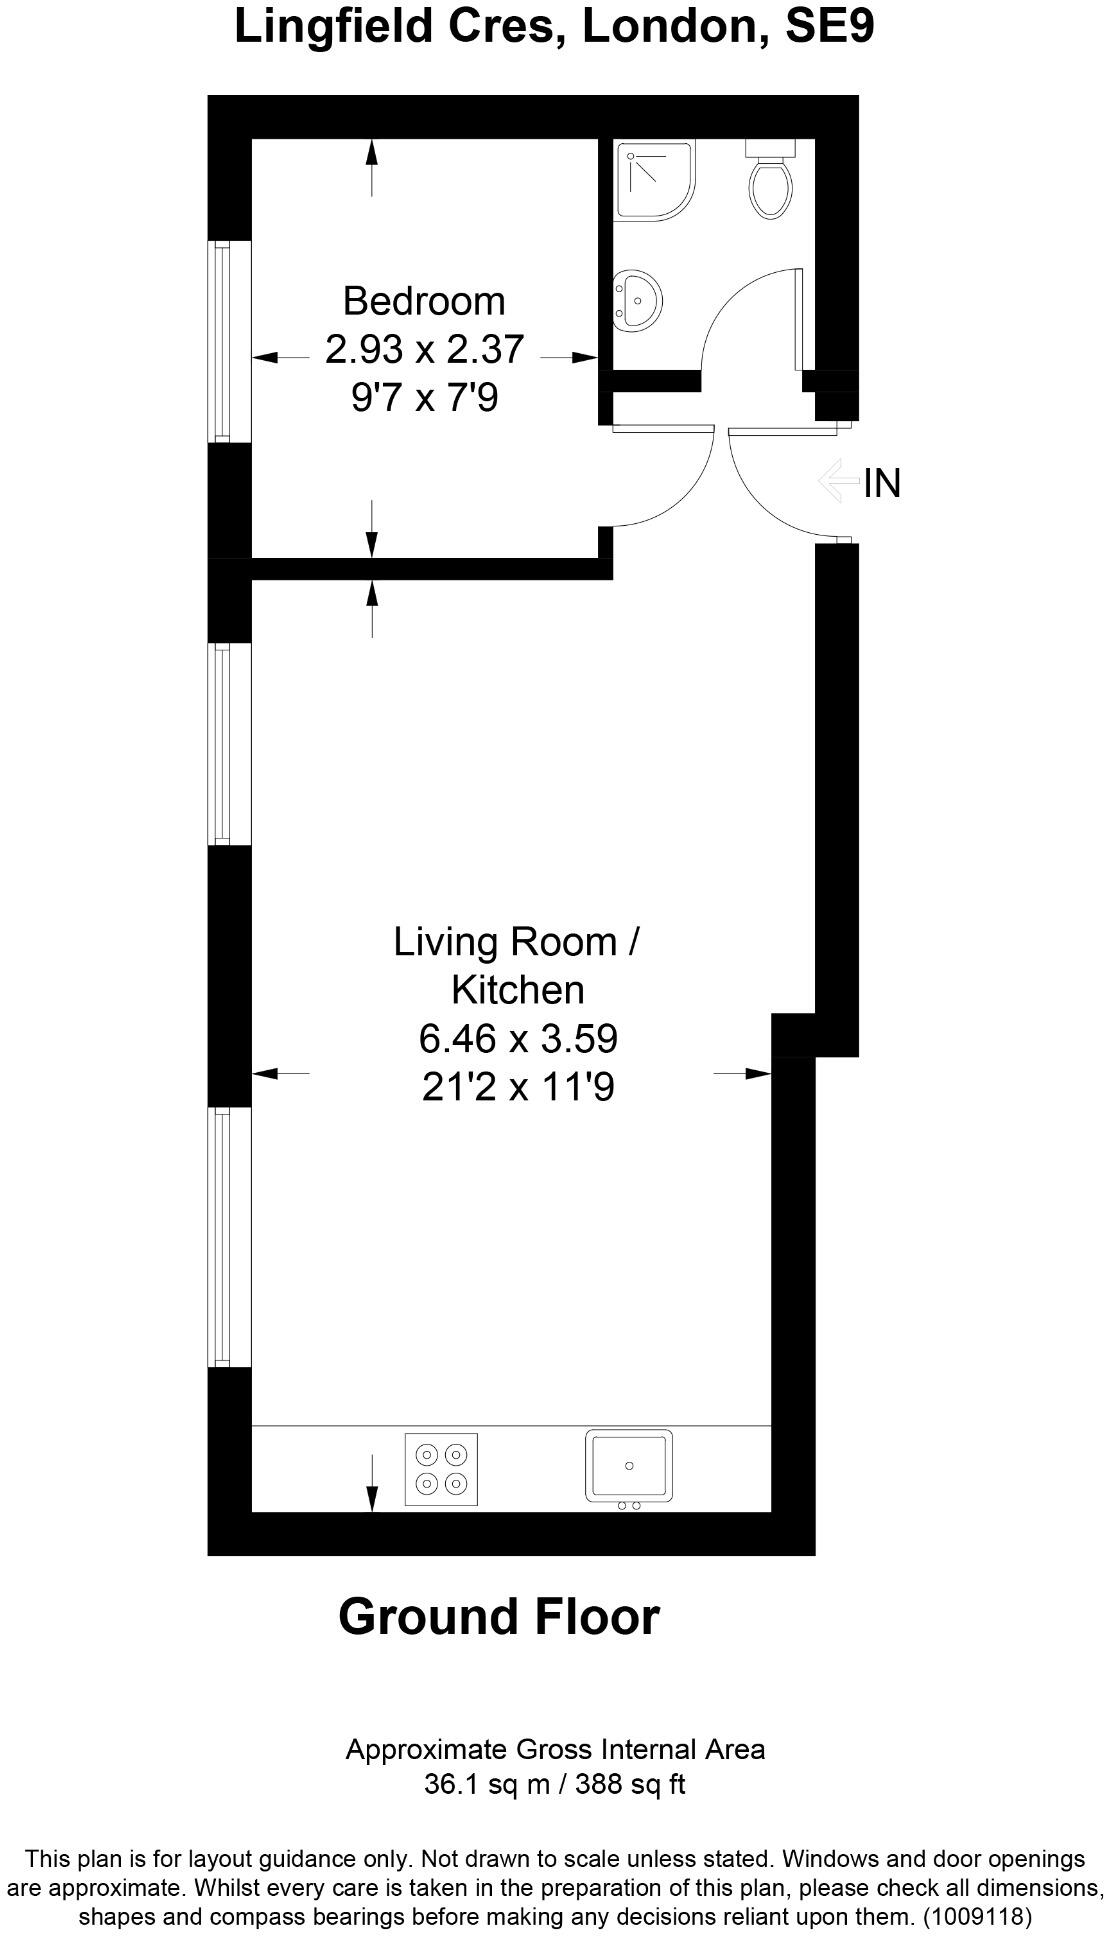 Lingfield Cres, London, SE9
Bedroom
2.93 x 2.37
9'7 x 7'9
IN
Living Room /
Kitchen
6.46 x 3.59
21'2 x 11'9
Ground Floor
Approximate Gross Internal Area
36.1 sq m / 388 sq ft
This plan is for layout guidance only. Not drawn to scale unless stated. Windows and door openings
are approximate. Whilst every care is taken in the preparation of this plan, please check all dimensions,
shapes and compass bearings before making any decisions reliant upon them. (1009118)